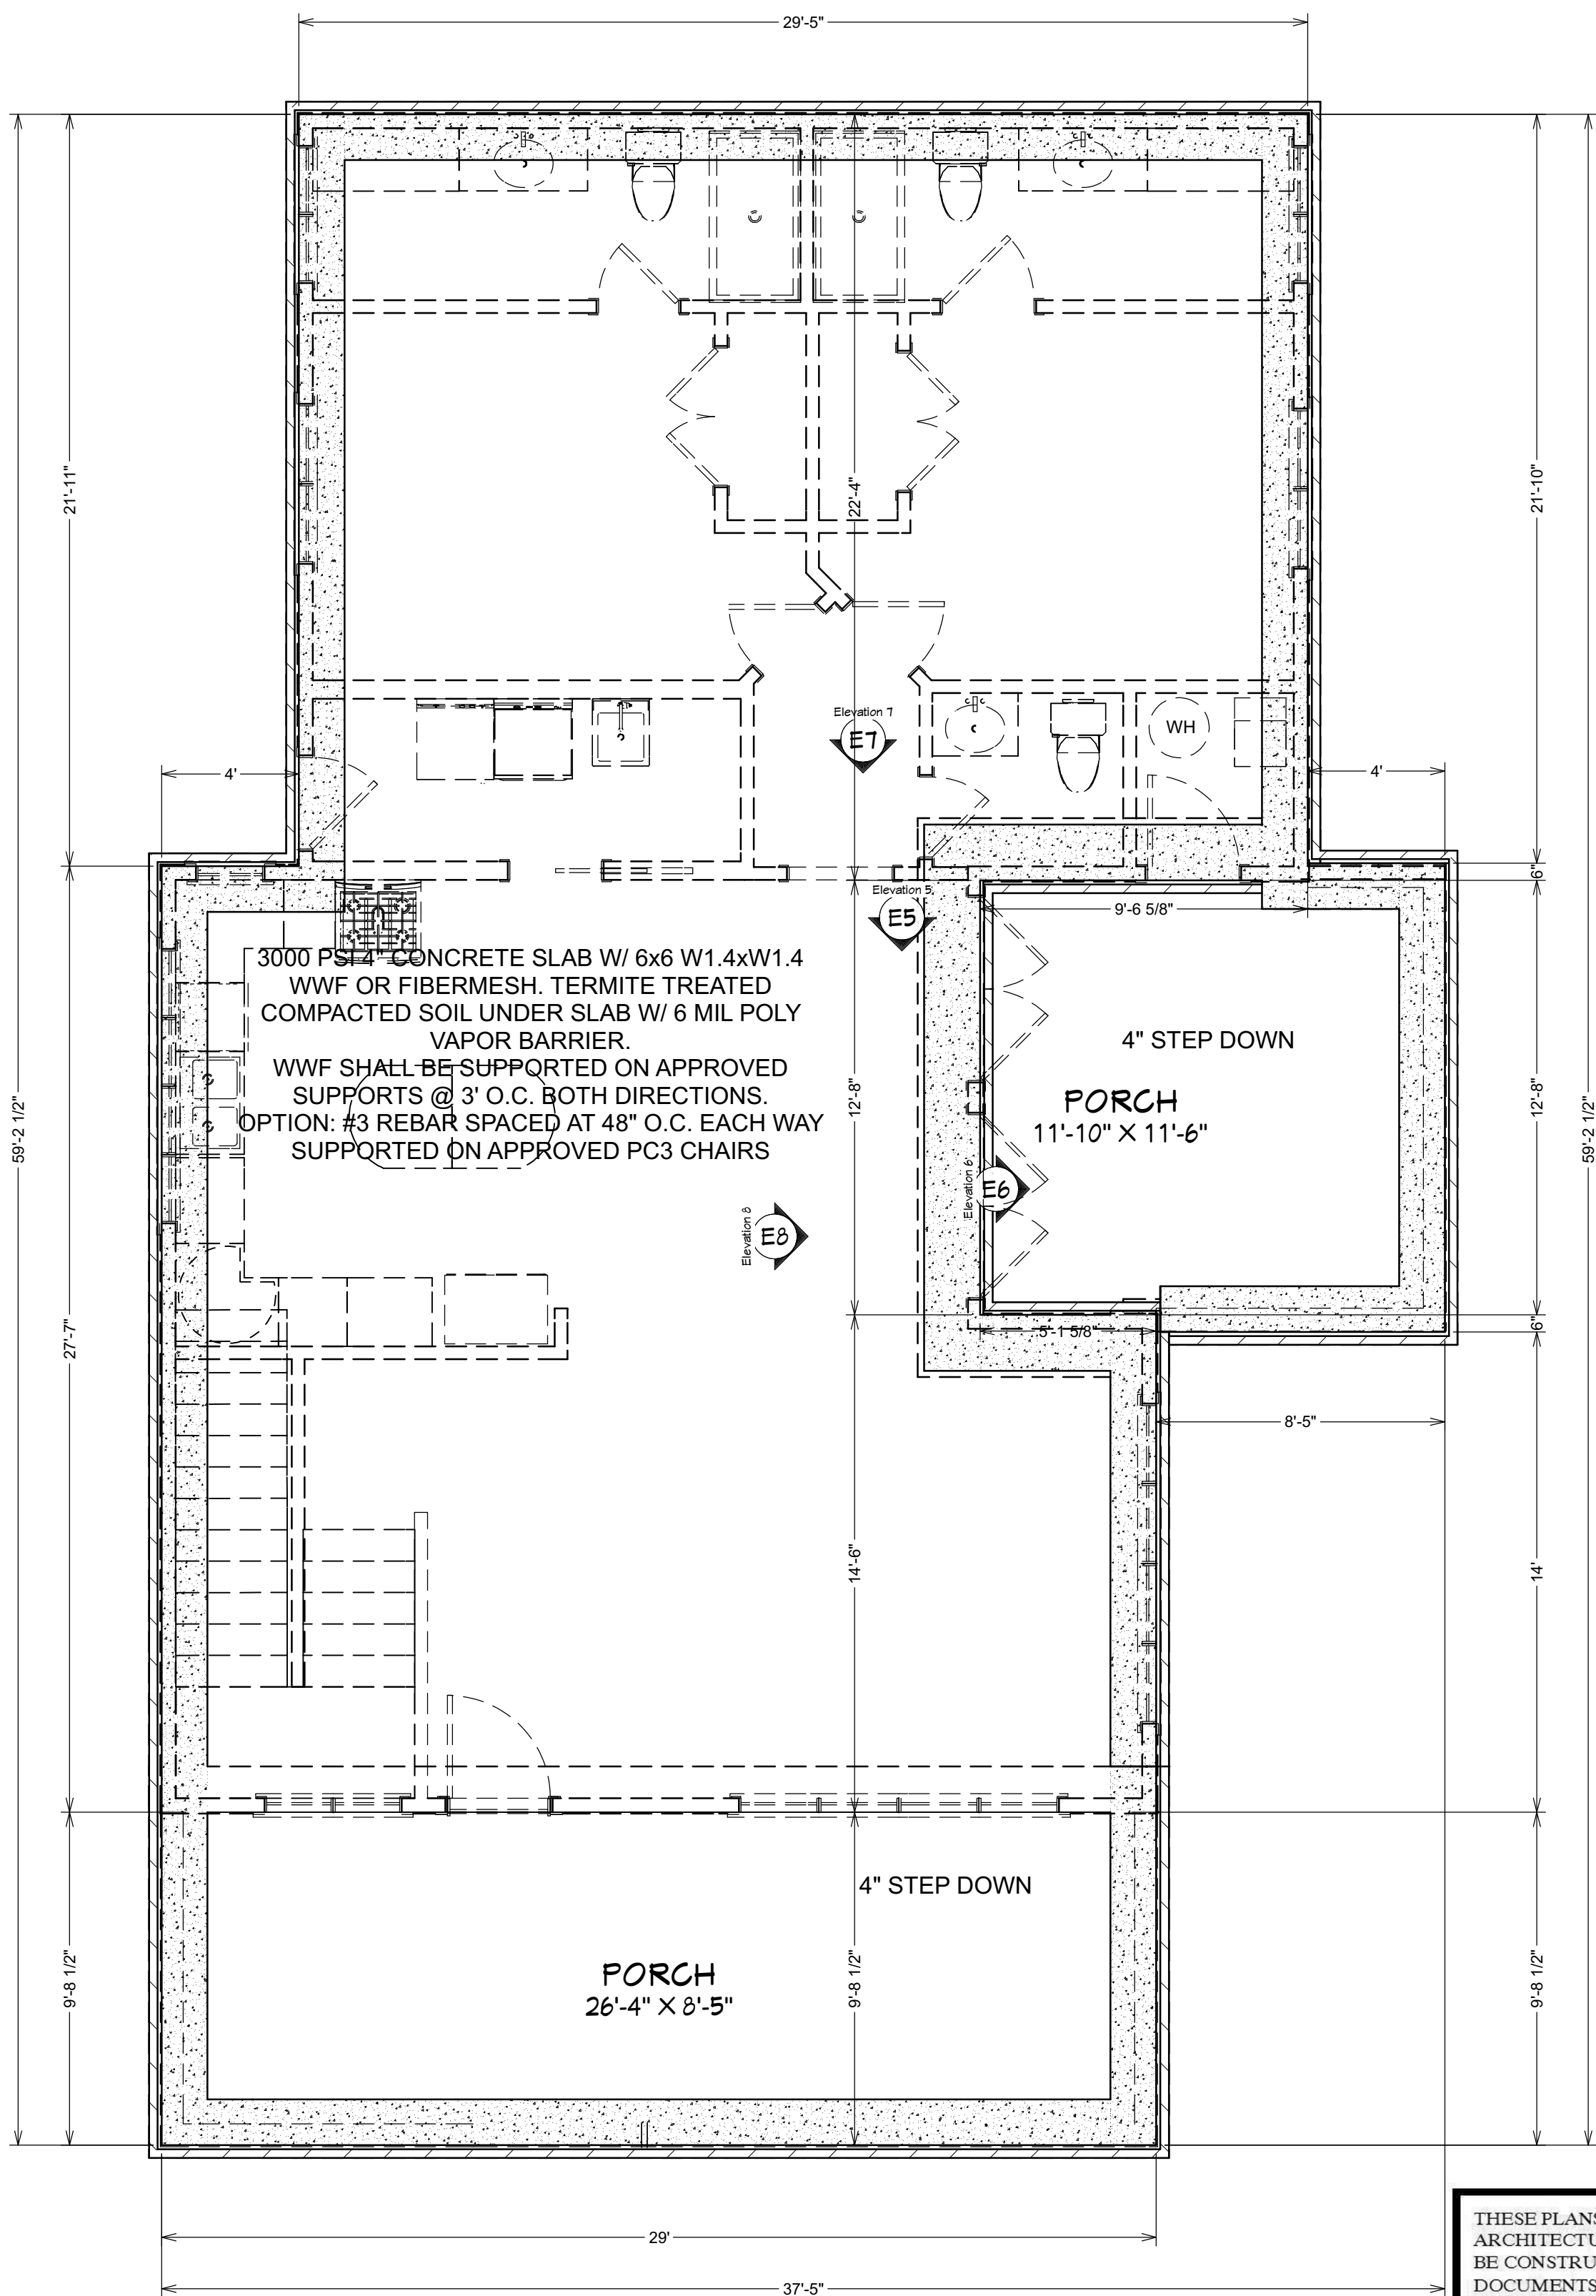 29'-5"
21'-11"
22'-4"
21'-10"
Elevation 7
E7
WH
4'
4'
6"
Elevation 5
E5
9'-6 5/8"
3000 PSI 4" CONCRETE SLAB W/ 6x6 W1.4xW1.4
WWF OR FIBERMESH. TERMITE TREATED
COMPACTED SOIL UNDER SLAB W/ 6 MIL POLY
VAPOR BARRIER.
WWF SHALL BE SUPPORTED ON APPROVED
SUPPORTS @ 3' O.C. BOTH DIRECTIONS.
OPTION: #3 REBAR SPACED AT 48" O.C. EACH WAY
SUPPORTED ON APPROVED PC3 CHAIRS
4" STEP DOWN
PORCH
11'-10" X 11'-6"
59'-2 1/2"
12'-8"
12'-8"
59'-2 1/2"
Elevation 6
E6
Elevation 8
E8
27'-7"
5'-1 5/8"
6"
8'-5"
14'-6"
14'
4" STEP DOWN
PORCH
26'-4" X 8'-5"
9'-8 1/2"
9'-8 1/2"
9'-8 1/2"
29'
37'-5"
THESE PLANS
ARCHITECTU
BE CONSTRU
DOCUMENTS